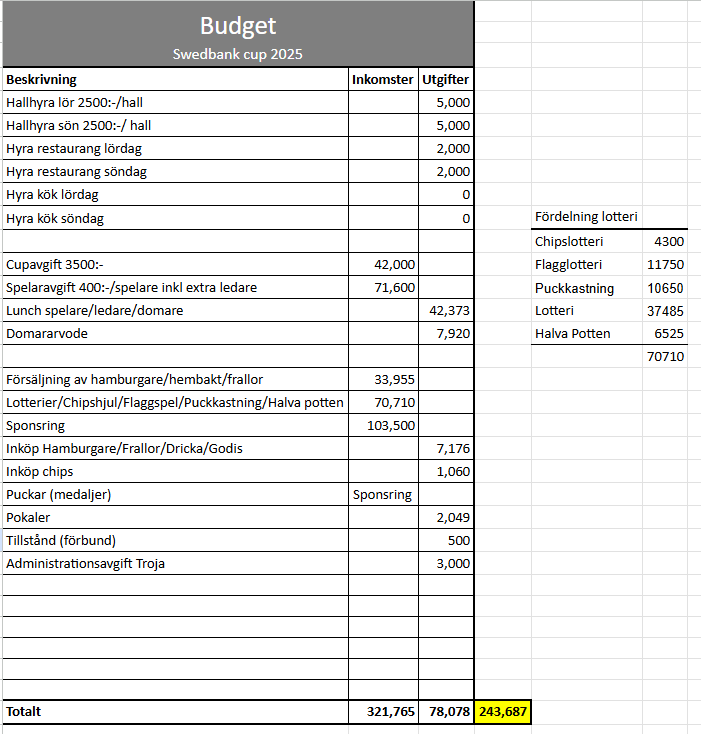 Budget
Swedbank cup 2025
Beskrivning Inkomster Utgifter
Hallhyra lör 2500:-/hall 5,000
Hallhyra sön 2500:-/ hall 5,000
Hyra restaurang lördag 2,000
Hyra restaurang söndag 2,000
Hyra kök lördag 0
Hyra kök söndag 0 Fördelning lotteri
Chipslotteri 4300
Cupavgift 3500:- 42,000 Flagglotteri 11750
Spelaravgift 400:-/spelare inkl extra ledare 71,600 Puckkastning 10650
Lunch spelare/ledare/domare 42,373 Lotteri 37485
Domararvode 7,920 Halva Potten 6525
70710
Försäljning av hamburgare/hembakt/frallor 33,955
Lotterier/Chipshjul/Flaggspel/Puckkastning/Halva potten 70,710
Sponsring 103,500
Inköp Hamburgare/Frallor/Dricka/Godis 7,176
Inköp chips 1,060
Puckar (medaljer) Sponsring
Pokaler 2,049
Tillstånd (förbund) 500
Administrationsavgift Troja 3,000
Totalt 321,765 78,078 243,687